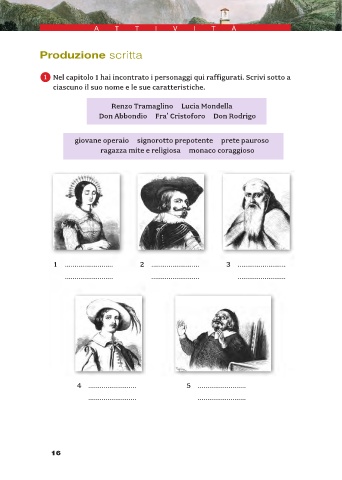 ATTIVITÀ
Produzione scritta
1 Nel capitolo 1 hai incontrato i personaggi qui raffigurati. Scrivi sotto a
ciascuno il suo nome e le sue caratteristiche.
Renzo Tramaglino Lucia Mondella
Don Abbondio Fra' Cristoforo Don Rodrigo
giovane operaio signorotto prepotente prete pauroso
ragazza mite e religiosa monaco coraggioso
1 ........................ 2 ........................ 3 ........................
........................ ........................ ........................
4 ........................ 5 ........................
........................ ........................
16